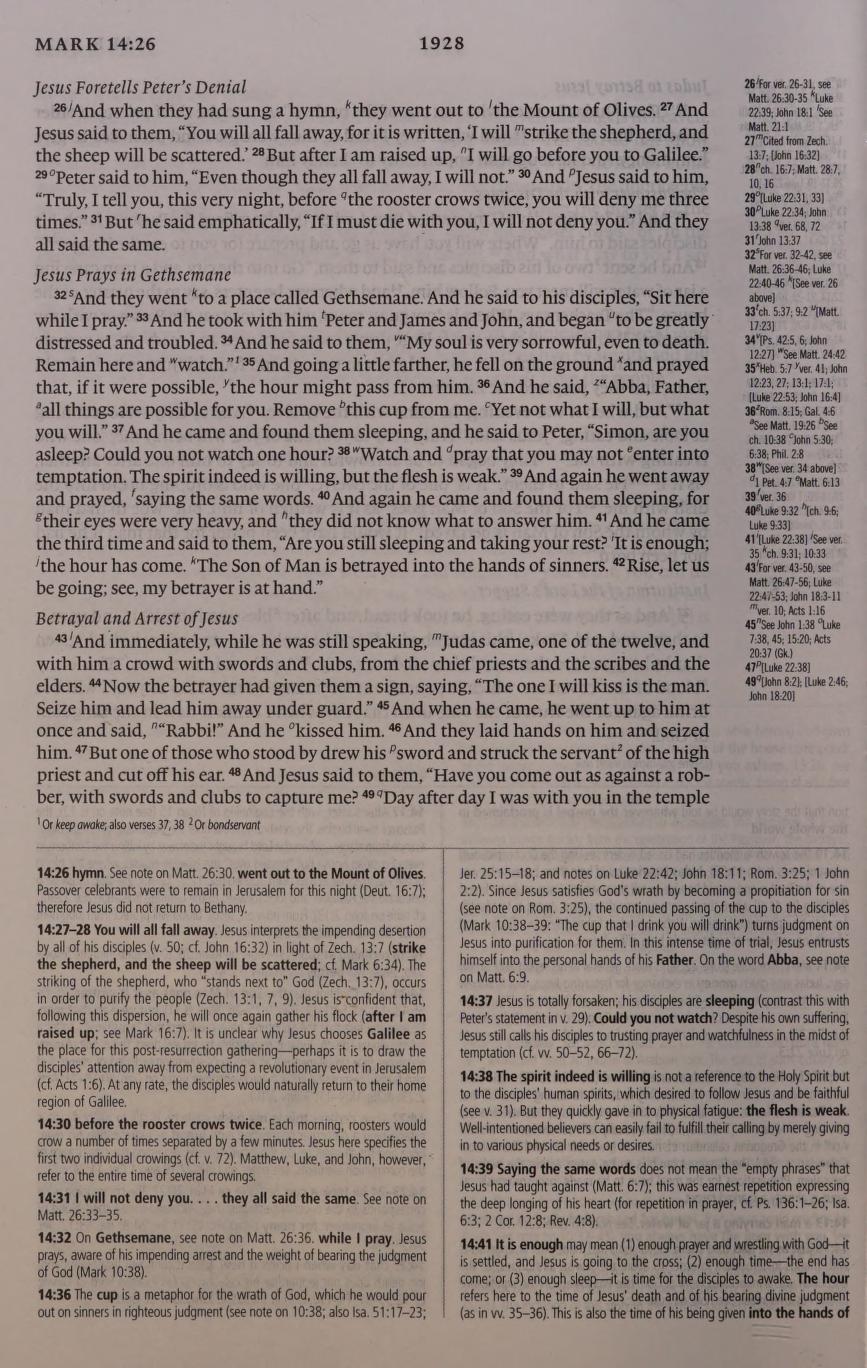 MARK 14:26
1928
Jesus Foretells Peter's Denial
26 lAnd when they had sung a hymn, kthey went out to lthe Mount of Olives. 27 And
Jesus said to them, “You will all fall away, for it is written, ‘I will mstrike the shepherd, and
the sheep will be scattered.’ 28 But after I am raised up, nI will go before you to Galilee.”
29 oPeter said to him, “Even though they all fall away, I will not.” 30 And pJesus said to him,
“Truly, I tell you, this very night, before qthe rooster crows twice, you will deny me three
times.” 31 But rhe said emphatically, “If I must die with you, I will not deny you.” And they
all said the same.
Jesus Prays in Gethsemane
32 sAnd they went kto a place called Gethsemane. And he said to his disciples, “Sit here
while I pray.” 33 And he took with him tPeter and James and John, and began uto be greatly
distressed and troubled. 34 And he said to them, v“My soul is very sorrowful, even to death.
Remain here and wwatch.”1 35 And going a little farther, he fell on the ground xand prayed
that, if it were possible, ythe hour might pass from him. 36 And he said, z“Abba, Father,
aall things are possible for you. Remove bthis cup from me. cYet not what I will, but what
you will.” 37 And he came and found them sleeping, and he said to Peter, “Simon, are you
asleep? Could you not watch one hour? 38 wWatch and dpray that you may not eenter into
temptation. The spirit indeed is willing, but the flesh is weak.” 39 And again he went away
and prayed, fsaying the same words. 40 And again he came and found them sleeping, for
gtheir eyes were very heavy, and hthey did not know what to answer him. 41 And he came
the third time and said to them, “Are you still sleeping and taking your rest? iIt is enough;
jthe hour has come. kThe Son of Man is betrayed into the hands of sinners. 42 Rise, let us
be going; see, my betrayer is at hand.”
Betrayal and Arrest of Jesus
43 lAnd immediately, while he was still speaking, mJudas came, one of the twelve, and
with him a crowd with swords and clubs, from the chief priests and the scribes and the
elders. 44 Now the betrayer had given them a sign, saying, “The one I will kiss is the man.
Seize him and lead him away under guard.” 45 And when he came, he went up to him at
once and said, n“Rabbi!” And he okissed him. 46 And they laid hands on him and seized
him. 47 But one of those who stood by drew his psword and struck the servant2 of the high
priest and cut off his ear. 48 And Jesus said to them, “Have you come out as against a rob-
ber, with swords and clubs to capture me? 49 qDay after day I was with you in the temple
1 Or keep awake; also verses 37, 38 2 Or bondservant
26 jFor ver. 26-31, see
Matt. 26:30-35 kLuke
22:39; John 18:1 lSee
Matt. 21:1
27 mCited from Zech.
13:7; [John 16:32]
28 nch. 16:7; Matt. 28:7,
10, 16
29 o[Luke 22:31, 33]
30 pLuke 22:34; John
13:38 qver. 68, 72
31 rJohn 13:37
32 sFor ver. 32-42, see
Matt. 26:36-46; Luke
22:40-46 k[See ver. 26
above]
33 tch. 5:37; 9:2 u[Matt.
17:23]
34 v[Ps. 42:5, 6; John
12:27] wSee Matt. 24:42
35 xHeb. 5:7 yver. 41; John
12:23, 27; 13:1; 17:1;
[Luke 22:53; John 16:4]
36 zRom. 8:15; Gal. 4:6
aSee Matt. 19:26 bSee
ch. 10:38 cJohn 5:30;
6:38; Phil. 2:8
38 w[See ver. 34 above]
d1 Pet. 4:7 eMatt. 6:13
39 fver. 36
40 gLuke 9:32 h[ch. 9:6;
Luke 9:33]
41 i[Luke 22:38] jSee ver.
35 kch. 9:31; 10:33
43 lFor ver. 43-50, see
Matt. 26:47-56; Luke
22:47-53; John 18:3-11
mver. 10; Acts 1:16
45 nSee John 1:38 oLuke
7:38, 45; 15:20; Acts
20:37 (Gk.)
47 p[Luke 22:38]
49 q[John 8:2]; [Luke 2:46;
John 18:20]
14:26 hymn. See note on Matt. 26:30. went out to the Mount of Olives.
Passover celebrants were to remain in Jerusalem for this night (Deut. 16:7);
therefore Jesus did not return to Bethany.
14:27–28 You will all fall away. Jesus interprets the impending desertion
by all of his disciples (v. 50; cf. John 16:32) in light of Zech. 13:7 (strike
the shepherd, and the sheep will be scattered; cf. Mark 6:34). The
striking of the shepherd, who “stands next to” God (Zech. 13:7), occurs
in order to purify the people (Zech. 13:1, 7, 9). Jesus is confident that,
following this dispersion, he will once again gather his flock (after I am
raised up; see Mark 16:7). It is unclear why Jesus chooses Galilee as
the place for this post-resurrection gathering—perhaps it is to draw the
disciples' attention away from expecting a revolutionary event in Jerusalem
(cf. Acts 1:6). At any rate, the disciples would naturally return to their home
region of Galilee.
14:30 before the rooster crows twice. Each morning, roosters would
crow a number of times separated by a few minutes. Jesus here specifies the
first two individual crowings (cf. v. 72). Matthew, Luke, and John, however,
refer to the entire time of several crowings.
14:31 I will not deny you. . . . they all said the same. See note on
Matt. 26:33–35.
14:32 On Gethsemane, see note on Matt. 26:36. while I pray. Jesus
prays, aware of his impending arrest and the weight of bearing the judgment
of God (Mark 10:38).
14:36 The cup is a metaphor for the wrath of God, which he would pour
out on sinners in righteous judgment (see note on 10:38; also Isa. 51:17–23;
Jer. 25:15–18; and notes on Luke 22:42; John 18:11; Rom. 3:25; 1 John
2:2). Since Jesus satisfies God's wrath by becoming a propitiation for sin
(see note on Rom. 3:25), the continued passing of the cup to the disciples
(Mark 10:38–39: “The cup that I drink you will drink”) turns judgment on
Jesus into purification for them. In this intense time of trial, Jesus entrusts
himself into the personal hands of his Father. On the word Abba, see note
on Matt. 6:9.
14:37 Jesus is totally forsaken; his disciples are sleeping (contrast this with
Peter's statement in v. 29). Could you not watch? Despite his own suffering,
Jesus still calls his disciples to trusting prayer and watchfulness in the midst of
temptation (cf. vv. 50–52, 66–72).
14:38 The spirit indeed is willing is not a reference to the Holy Spirit but
to the disciples' human spirits, which desired to follow Jesus and be faithful
(see v. 31). But they quickly gave in to physical fatigue: the flesh is weak.
Well-intentioned believers can easily fail to fulfill their calling by merely giving
in to various physical needs or desires.
14:39 Saying the same words does not mean the “empty phrases” that
Jesus had taught against (Matt. 6:7); this was earnest repetition expressing
the deep longing of his heart (for repetition in prayer, cf. Ps. 136:1–26; Isa.
6:3; 2 Cor. 12:8; Rev. 4:8).
14:41 It is enough may mean (1) enough prayer and wrestling with God—it
is settled, and Jesus is going to the cross; (2) enough time—the end has
come; or (3) enough sleep—it is time for the disciples to awake. The hour
refers here to the time of Jesus' death and of his bearing divine judgment
(as in vv. 35–36). This is also the time of his being given into the hands of